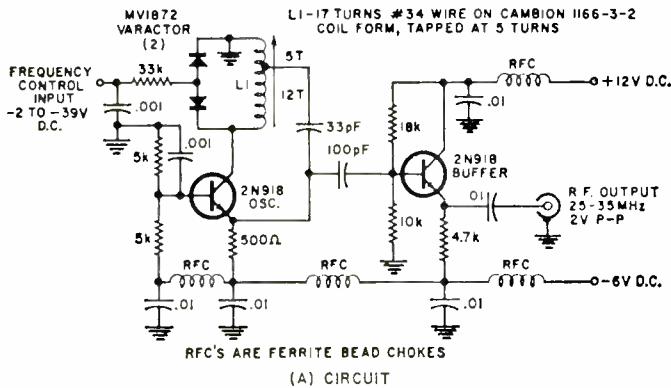 MV1872
VARACTOR
(2)
L1-17 TURNS #34 WIRE ON CAMBION 1166-3-2
COIL FORM, TAPPED AT 5 TURNS
FREQUENCY
CONTROL
INPUT
-2 TO -39V
D.C.
33k
.001
5T
L1
12T
RFC
+12V D.C.
.01
5k
.001
33pF
100pF
18k
2N918
OSC.
2N918
BUFFER
.01
R.F. OUTPUT
25-35MHz
2V P-P
5k
500Ω
10k
4.7k
RFC
RFC
RFC
-6V D.C.
.01
.01
.01
RFC'S ARE FERRITE BEAD CHOKES
(A) CIRCUIT